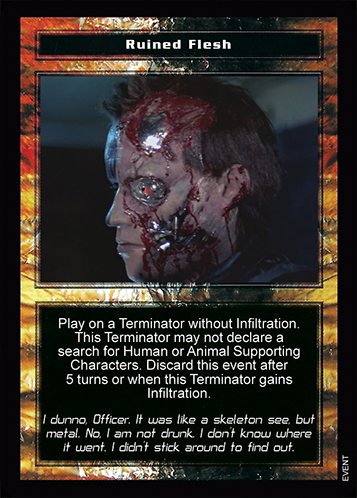 Ruined Flesh
Play on a Terminator without Infiltration.
This Terminator may not declare a
search for Human or Animal Supporting
Characters. Discard this event after
5 turns or when this Terminator gains
Infiltration.
I dunno, Officer. It was like a skeleton see, but
metal. No, I am not drunk. I don't know where
it went. I didn't stick around to find out.
EVENT